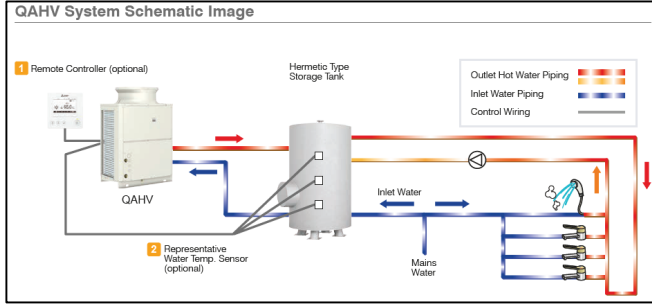 QAHV System Schematic Image
1 Remote Controller (optional)
Hermetic Type
Storage Tank
Outlet Hot Water Piping
Inlet Water Piping
Control Wiring
QAHV
Inlet Water
2 Representative
Water Temp. Sensor
(optional)
Mains
Water